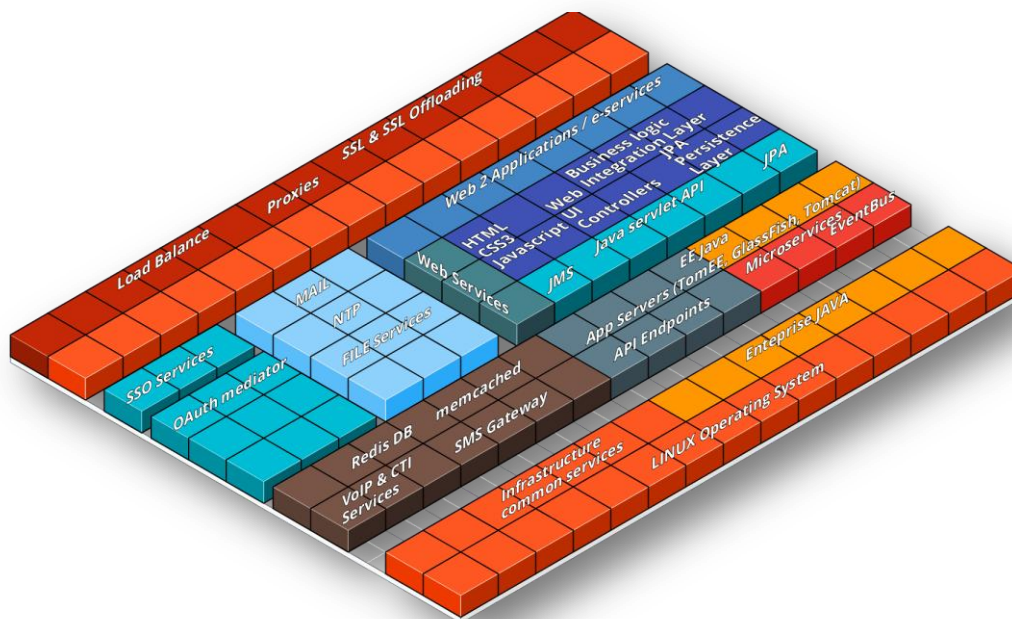 SSL & SSL Offloading
Proxies
Load Balance
Web 2 Applications / e-services
Business logic
Web Integration Layer
JPA
Persistence
Layer
HTML
CSS3
Javascript
UI
Controllers
Java servlet API
JPA
JMS
Web Services
MAIL
NTP
FILE Services
SSO Services
OAuth mediator
EE Java
App Servers (TomEE, GlassFish, Tomcat)
Microservices
EventBus
API Endpoints
Redis DB
memcached
SMS Gateway
VoIP & CTI
Services
Enteprise JAVA
LINUX Operating System
Infrastructure
common services